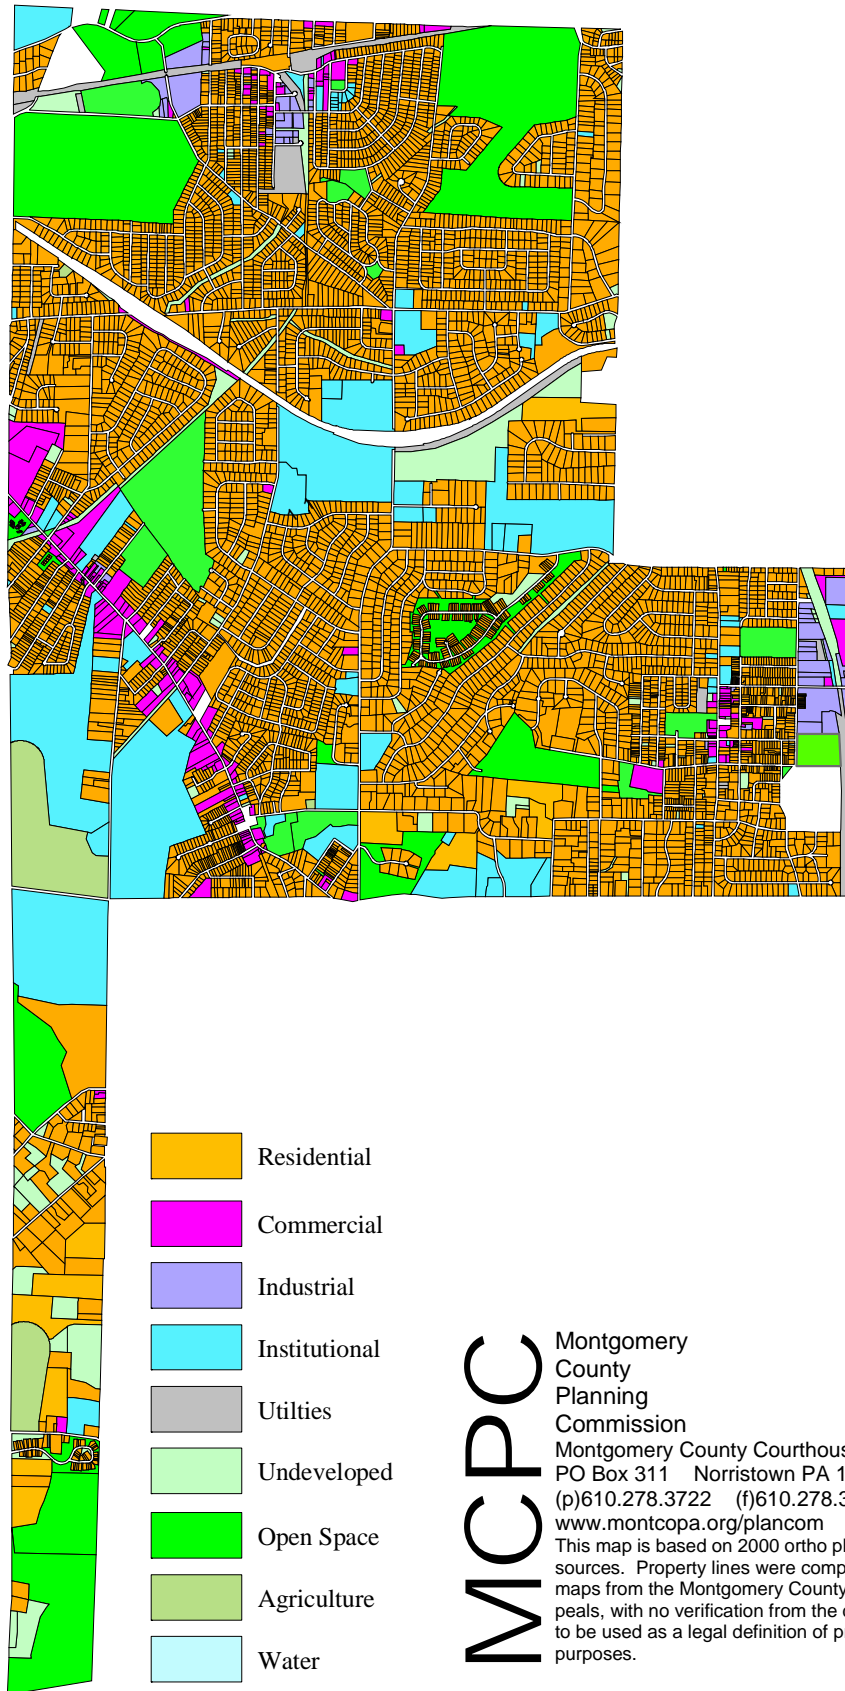 Residential
Commercial
Industrial
Institutional
Utilties
Undeveloped
Open Space
Agriculture
Water
MCPC
Montgomery
County
Planning
Commission
Montgomery County Courthous
PO Box 311 Norristown PA 1
(p)610.278.3722 (f)610.278.3
www.montcopa.org/plancom
This map is based on 2000 ortho
sources. Property lines were comp
maps from the Montgomery County
peals, with no verification from the
to be used as a legal definition of
purposes.